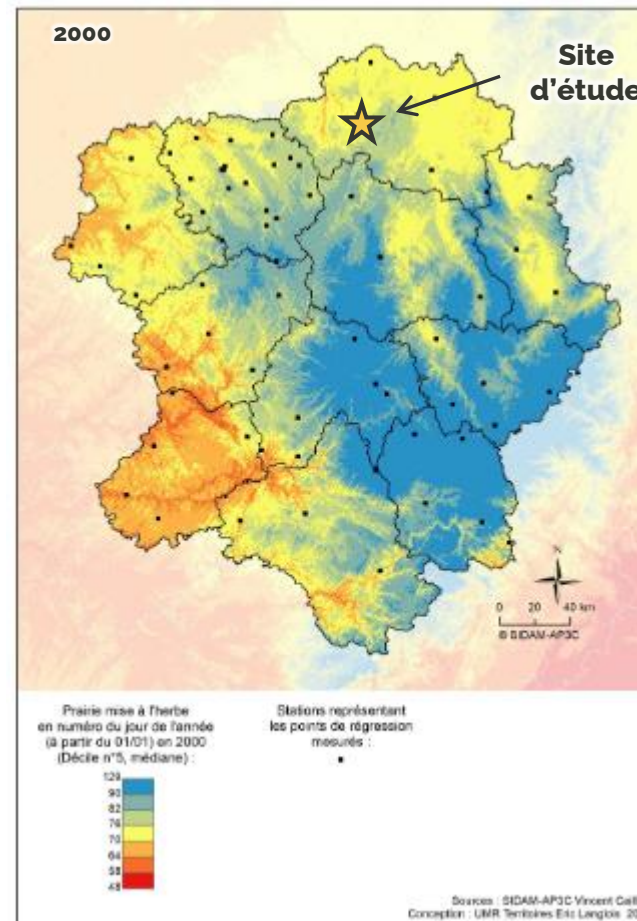 2000
Site
d'étude
N
0 20 40 km
© SIDAM-AP3C
Prairie mise à l'herbe
en numéro du jour de l'année
(à partir du 01/01) en 2000
(Décile n°5, médiane) :
Stations représentant
les points de régression
mesurés :
129
90
82
76
70
64
58
48
Sources : SIDAM-AP3C Vincent
Conception : UMR Territoires Eric Langlois 20